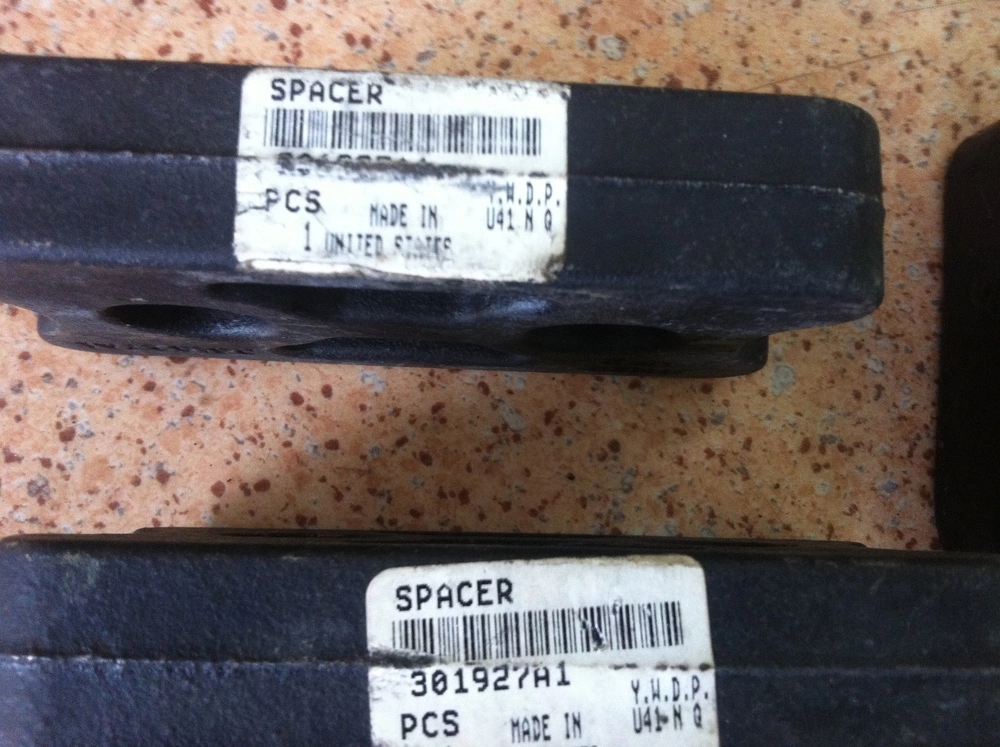 SPACER
PCS
Y.W.D.P.
MADE IN
U41 N Q
1 UNITED STATES
SPACER
301927A1
Y.W.D.P.
PCS
MADE IN
U41 N Q